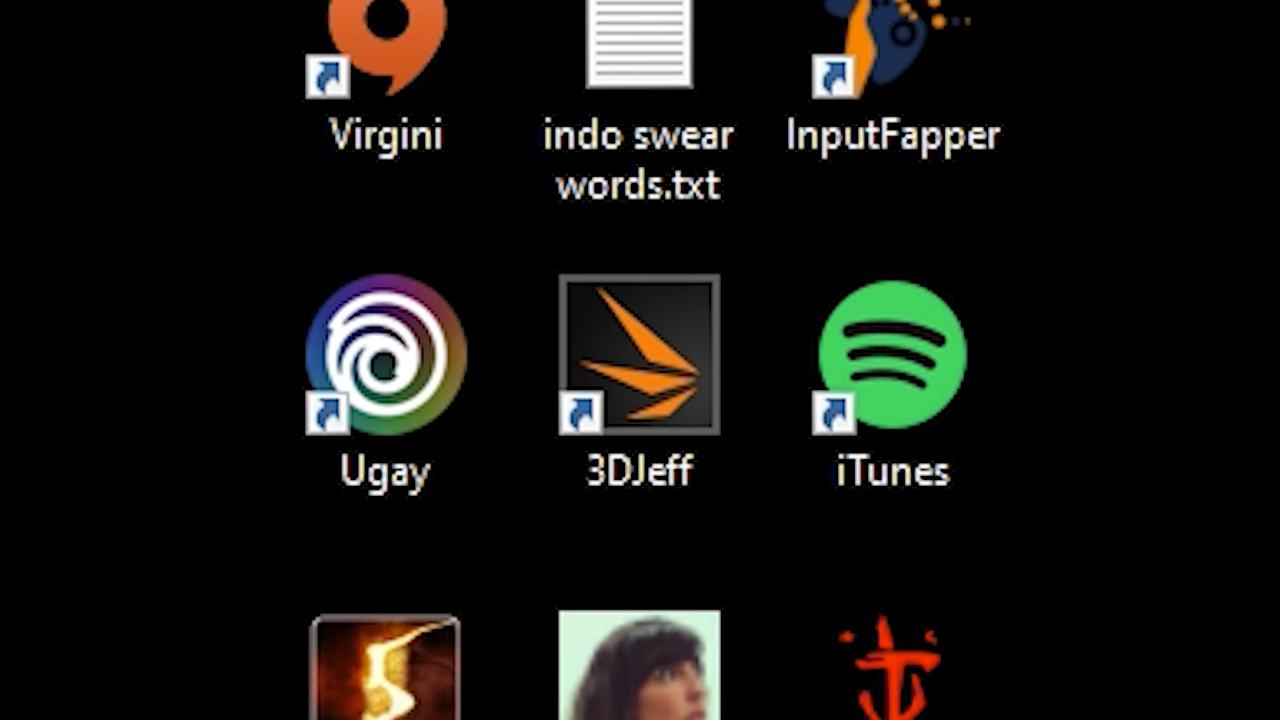 Virgini
indo swear
words.txt
InputFapper
Ugay
3DJeff
iTunes